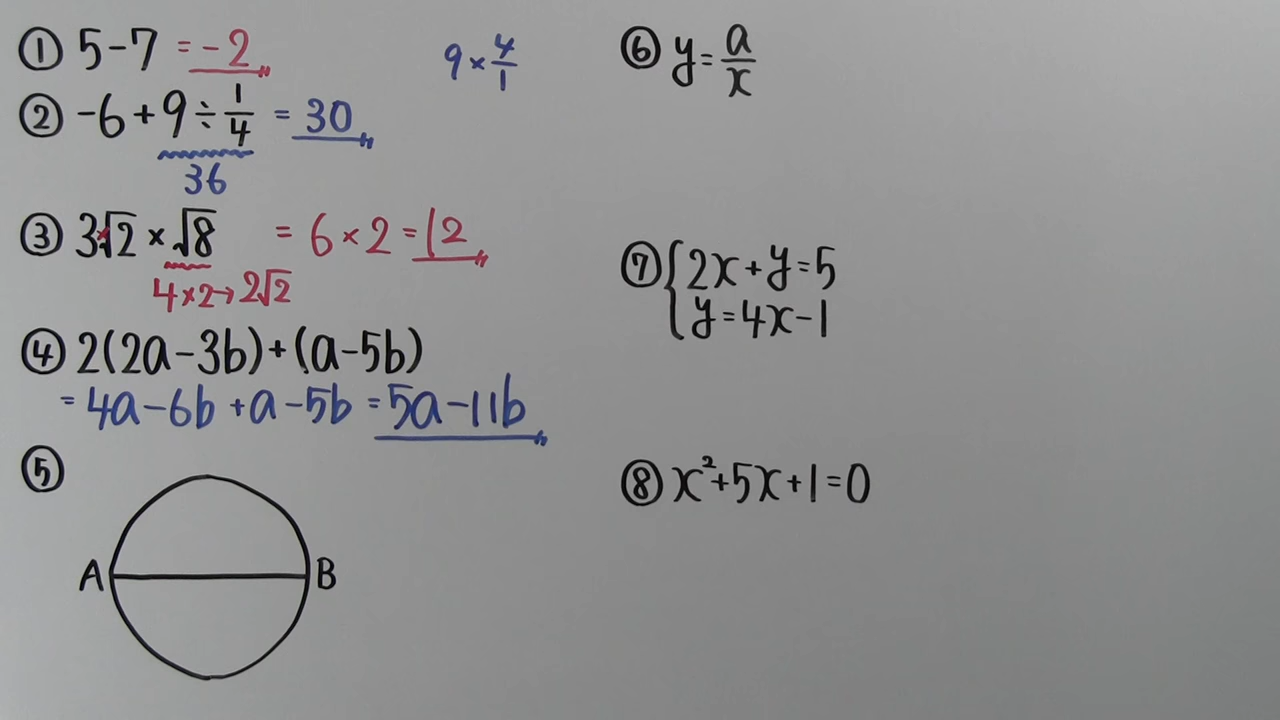 ① 5-7 = -2
9×4/1
② -6+9÷1/4 = 30
36
③ 3√2×√8 = 6×2=12
4×2→2√2
④ 2(2a-3b)+(a-5b)
=4a-6b+a-5b=5a-11b
⑤
A B
⑥ y=a/x
⑦ {2x+y=5
y=4x-1
⑧ x²+5x+1=0